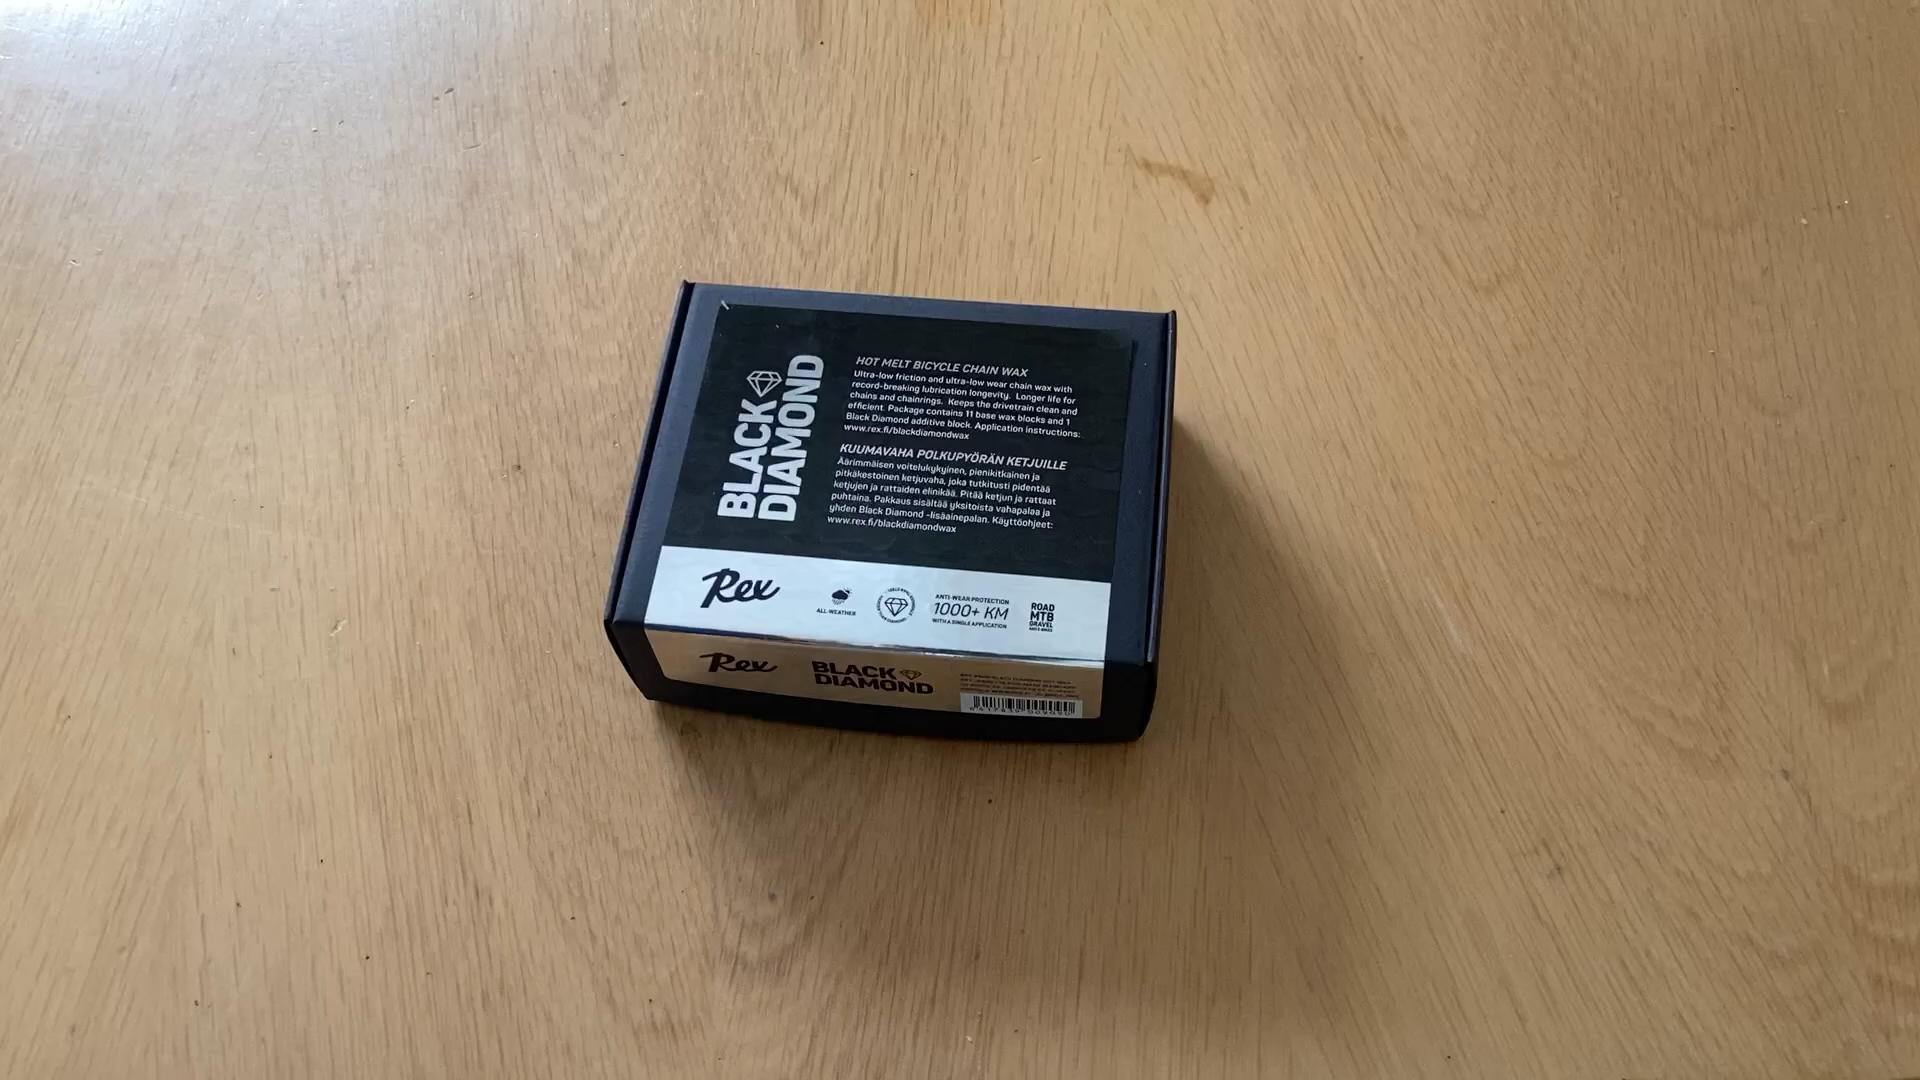 BLACK
DIAMOND
HOT MELT BICYCLE CHAIN WAX
Ultra-low friction and ultra-low wear chain wax with
record-breaking lubrication longevity. Longer life for
chains and chainrings. Keeps the drivetrain clean and
efficient. Package contains 11 base wax blocks and 1
Black Diamond additive block. Application instructions:
www.rex.fi/blackdiamondwax
KUUMAVAHA POLKUPYÖRÄN KETJUILLE
Äärimmäisen voitelukykyinen, pienikitkainen ja
pitkäkestoinen ketjuvaha, joka tutkitusti pidentää
ketjujen ja rattaiden elinikää. Pitää ketjun ja rattaat
puhtaina. Pakkaus sisältää yksitoista vahapalaa ja
yhden Black Diamond -lisäainepalan. Käyttöohjeet:
www.rex.fi/blackdiamondwax
Rex
ALL-WEATHER
ANTI-WEAR PROTECTION
1000+ KM
WITH A SINGLE APPLICATION
ROAD
MTB
GRAVEL
Rex
BLACK
DIAMOND